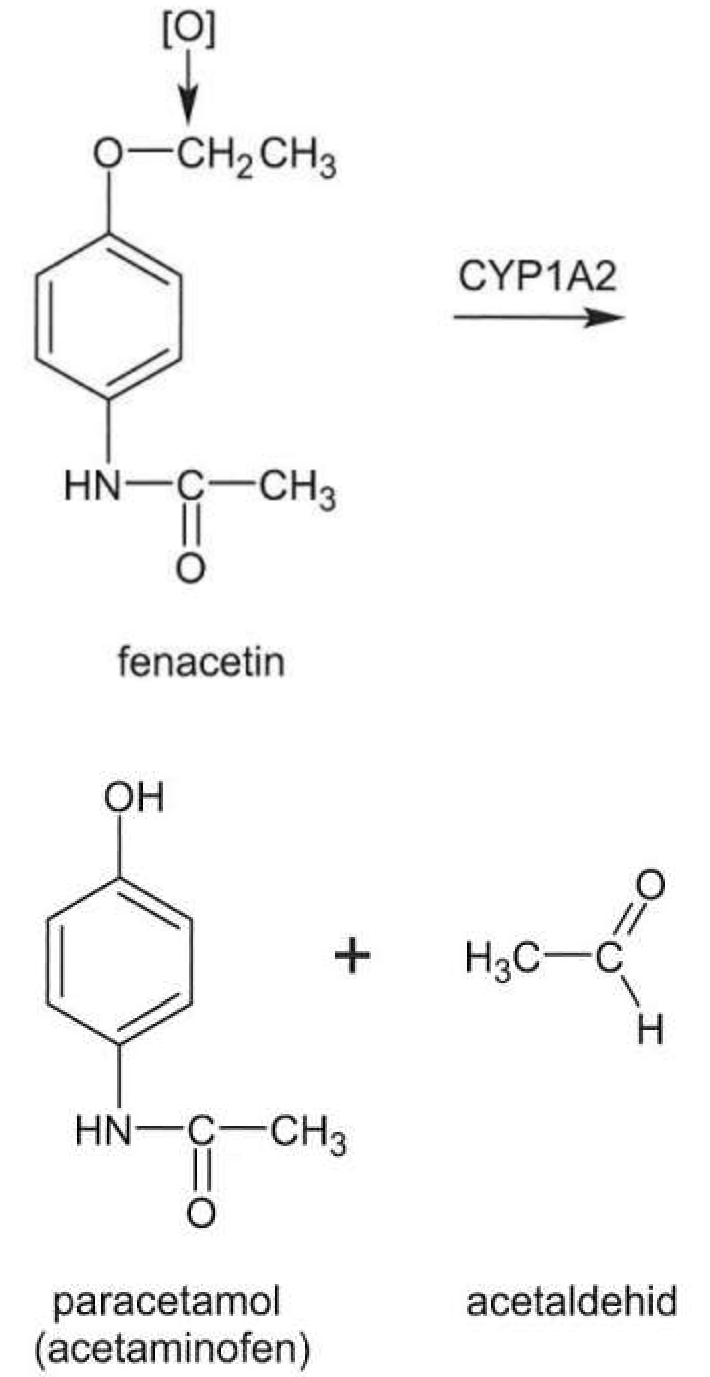 [O]
O—CH₂CH₃
CYP1A2
HN—C—CH₃
O
fenacetin
OH
O
+
H₃C—C
H
HN—C—CH₃
O
paracetamol
(acetaminofen)
acetaldehid